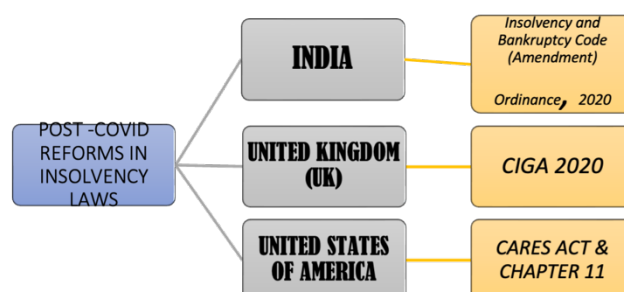 POST -COVID
REFORMS IN
INSOLVENCY
LAWS
INDIA
Insolvency and
Bankruptcy Code
(Amendment)
Ordinance, 2020
UNITED KINGDOM
(UK)
CIGA 2020
UNITED STATES
OF AMERICA
CARES ACT &
CHAPTER 11